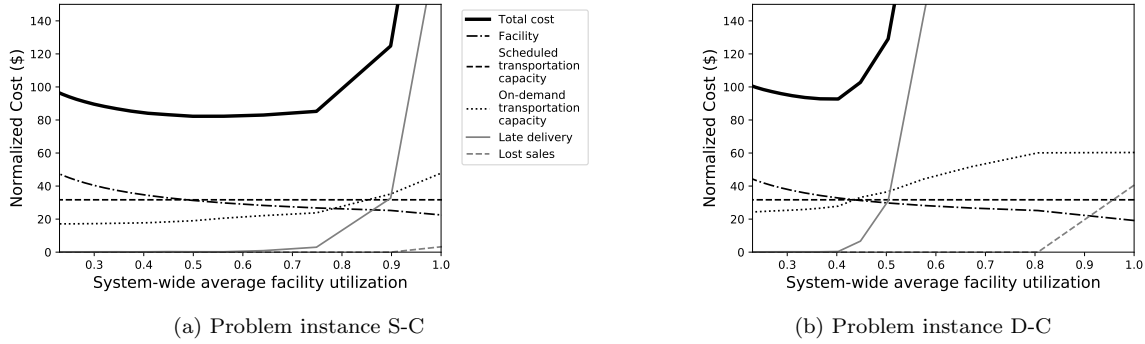 140
120
100
80
60
40
20
0
Normalized Cost ($)
0.3 0.4 0.5 0.6 0.7 0.8 0.9 1.0
System-wide average facility utilization
(a) Problem instance S-C
Total cost
Facility
Scheduled
transportation
capacity
On-demand
transportation
capacity
Late delivery
Lost sales
140
120
100
80
60
40
20
0
Normalized Cost ($)
0.3 0.4 0.5 0.6 0.7 0.8 0.9 1.0
System-wide average facility utilization
(b) Problem instance D-C